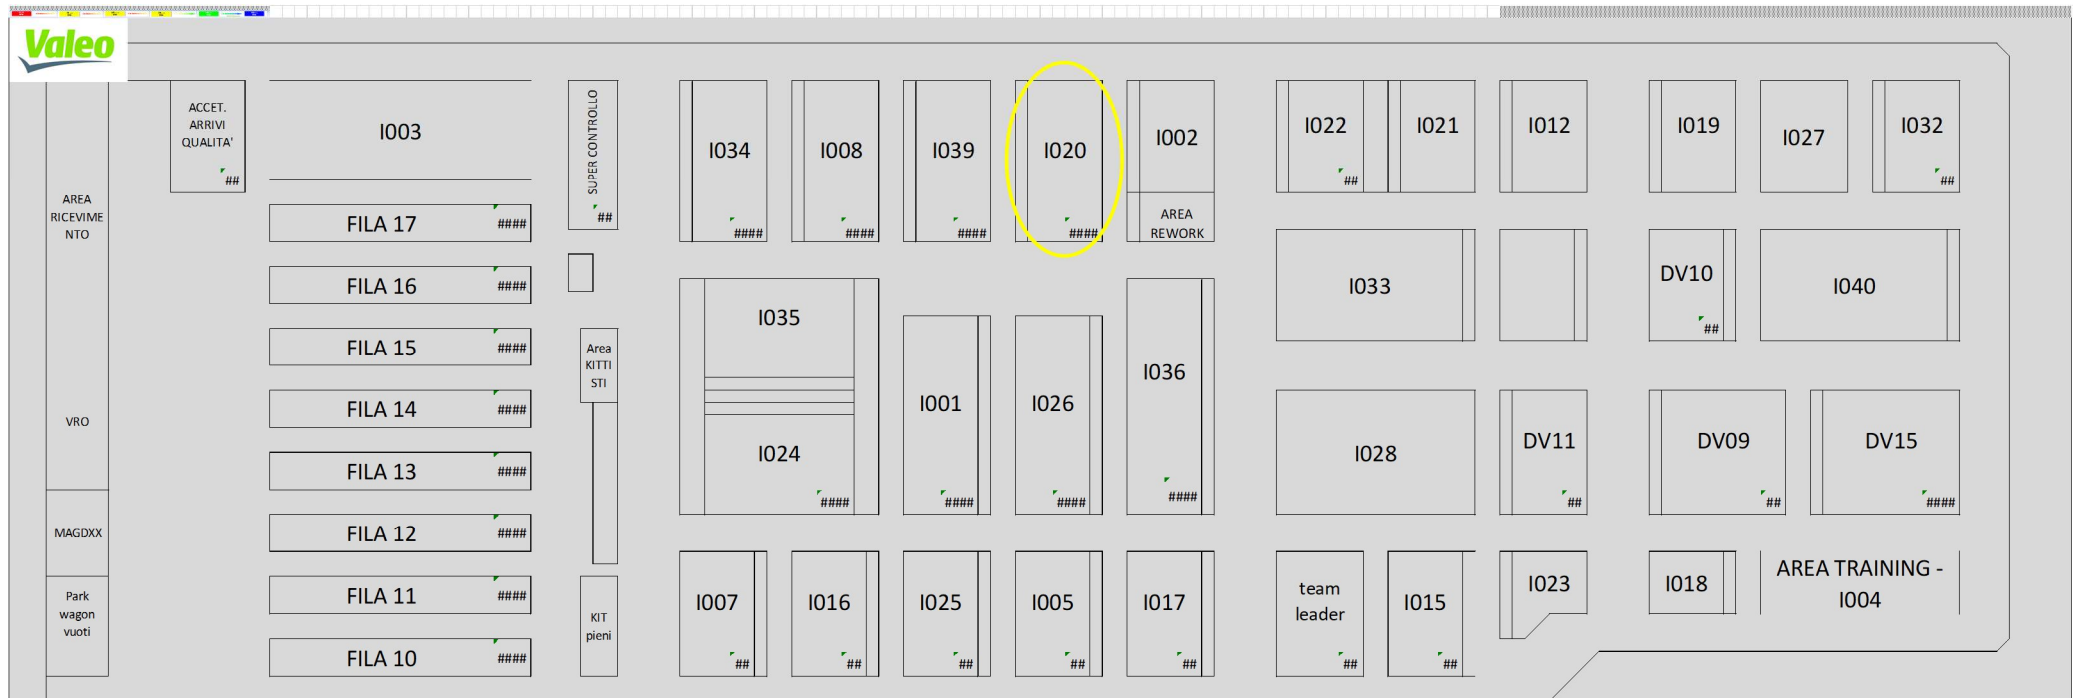 Valeo
ACCET.
ARRIVI
QUALITA'
##
I003
SUPER CONTROLLO
##
I034
####
I008
####
I039
####
I020
####
I002
AREA
REWORK
I022
##
I021
I012
I019
I027
I032
##
AREA
RICEVIME
NTO
VRO
MAGDXX
Park
wagon
vuoti
FILA 17
####
FILA 16
####
FILA 15
####
FILA 14
####
FILA 13
####
FILA 12
####
FILA 11
####
FILA 10
####
Area
KITTI
STI
KIT
pieni
I035
I024
####
I001
####
I026
####
I036
####
I033
DV10
##
I040
I028
DV11
##
DV09
##
DV15
####
I007
##
I016
##
I025
##
I005
##
I017
##
team
leader
##
I015
##
I023
I018
AREA TRAINING -
I004